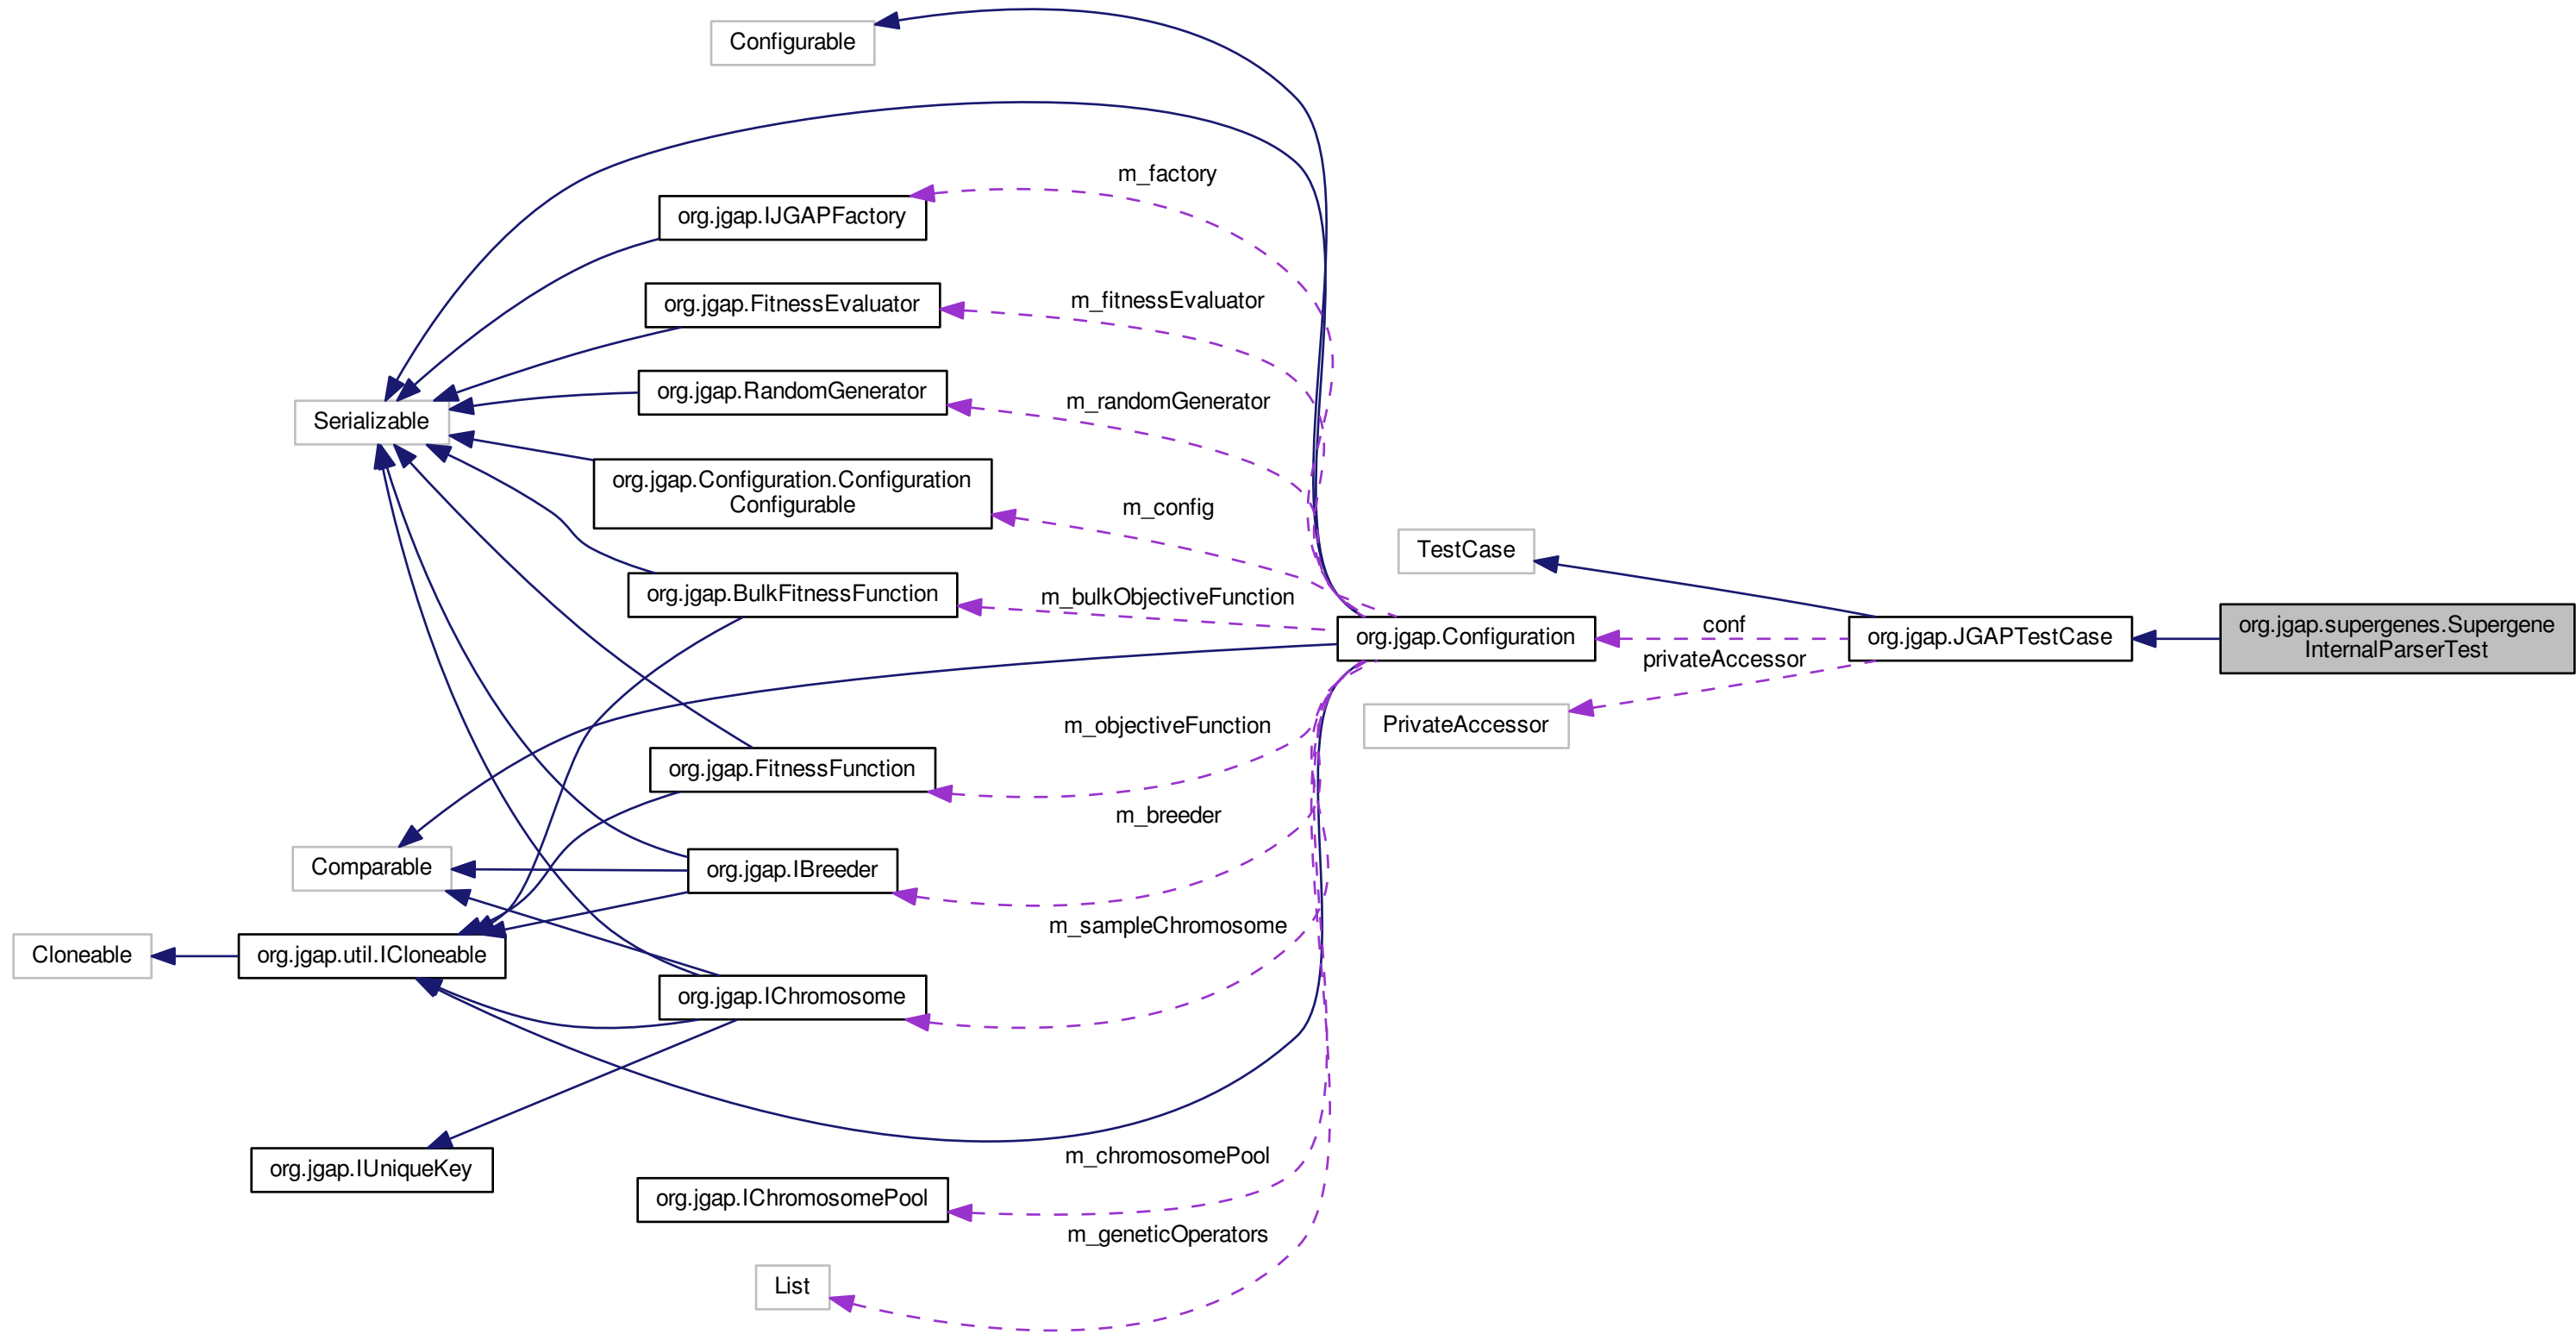 Configurable
m_factory
org.jgap.IJGAPFactory
m_fitnessEvaluator
org.jgap.FitnessEvaluator
org.jgap.RandomGenerator
m_randomGenerator
Serializable
org.jgap.Configuration.Configuration
Configurable
m_config
TestCase
org.jgap.BulkFitnessFunction
m_bulkObjectiveFunction
org.jgap.Configuration
conf
privateAccessor
org.jgap.JGAPTestCase
org.jgap.supergenes.Supergene
InternalParserTest
PrivateAccessor
m_objectiveFunction
org.jgap.FitnessFunction
m_breeder
Comparable
org.jgap.IBreeder
m_sampleChromosome
Cloneable
org.jgap.util.ICloneable
org.jgap.IChromosome
m_chromosomePool
org.jgap.IUniqueKey
org.jgap.IChromosomePool
m_geneticOperators
List